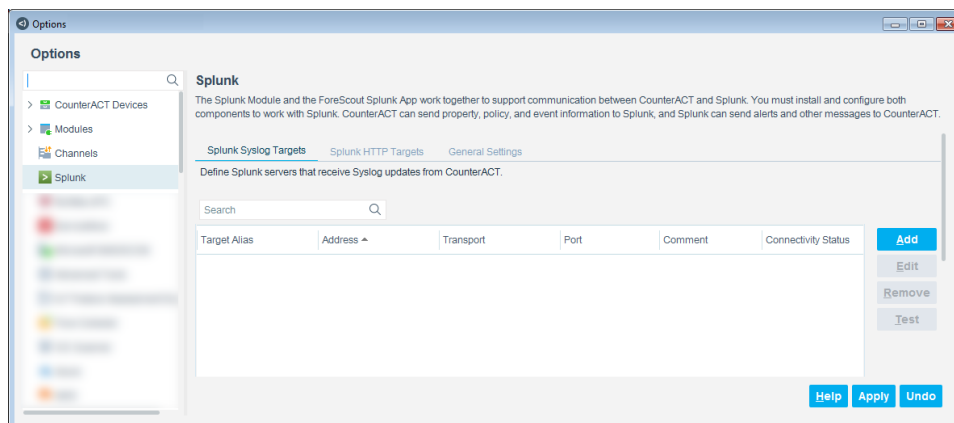 Options
Options
Splunk
The Splunk Module and the ForeScout Splunk App work together to support communication between CounterACT and Splunk. You must install and configure both
components to work with Splunk. CounterACT can send property, policy, and event information to Splunk, and Splunk can send alerts and other messages to CounterACT.
CounterACT Devices
Modules
Channels
Splunk
Splunk Syslog Targets
Splunk HTTP Targets
General Settings
Define Splunk servers that receive Syslog updates from CounterACT.
Search
Target Alias
Address
Transport
Port
Comment
Connectivity Status
Add
Edit
Remove
Test
Help
Apply
Undo